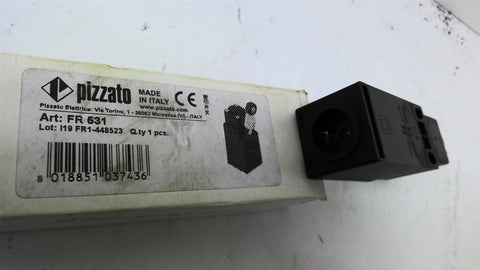 pizzato
MADE
IN ITALY
CE
Pizzato Elettrica: Via Torino, 1 - 36063 Marostica (VI) - ITALY
www.pizzato.com
Art: FR 531
Lot: I19 FR1-448523 Q.ty 1 pcs.
8 018851 037436